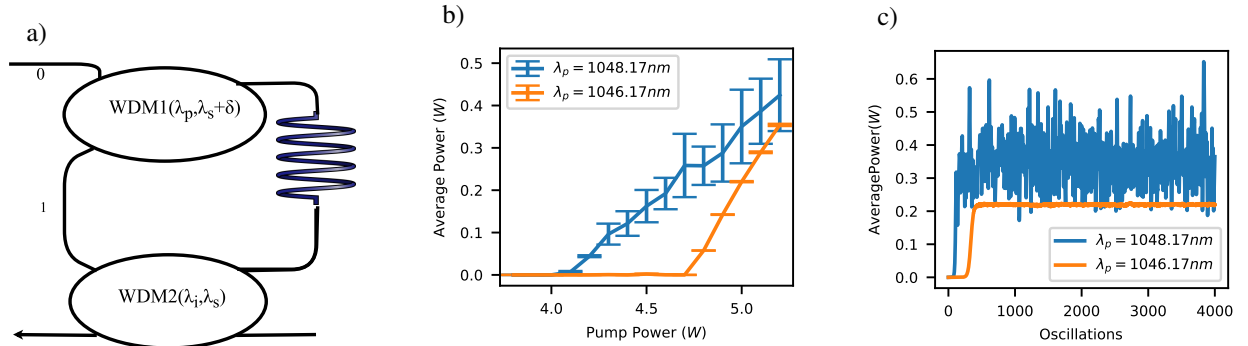 a)
0
WDM1(λp,λs+δ)
1
WDM2(λi,λs)
b)
Average Power (W)
0.5
0.4
0.3
0.2
0.1
0.0
λp = 1048.17nm
λp = 1046.17nm
4.0 4.5 5.0
Pump Power (W)
c)
AveragePower(W)
0.6
0.5
0.4
0.3
0.2
0.1
0.0
λp = 1048.17nm
λp = 1046.17nm
0 1000 2000 3000 4000
Oscillations